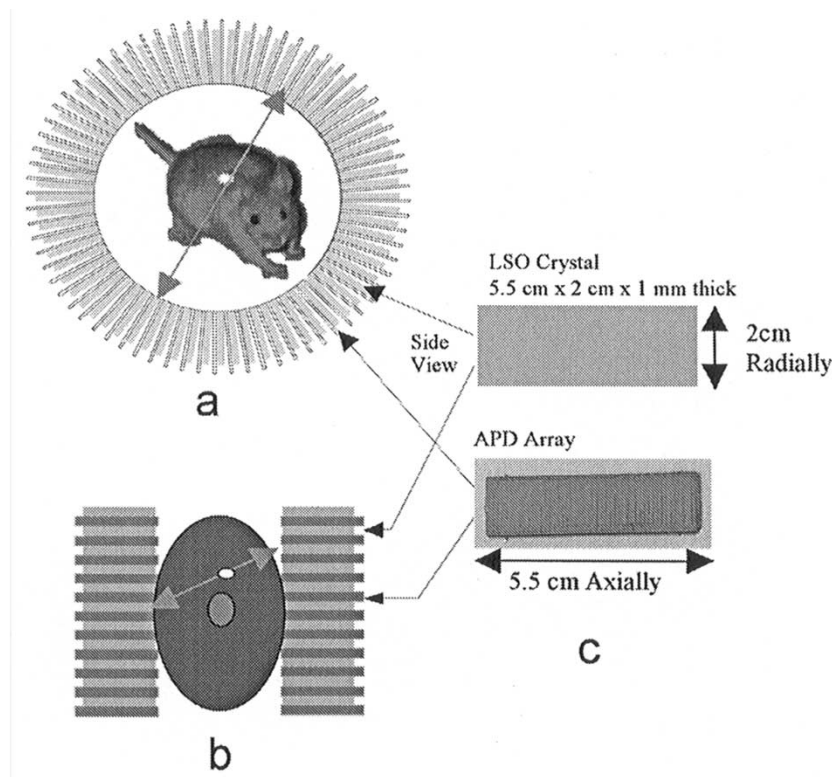 LSO Crystal
5.5 cm x 2 cm x 1 mm thick
Side
View
2cm
Radially
a
APD Array
5.5 cm Axially
c
b